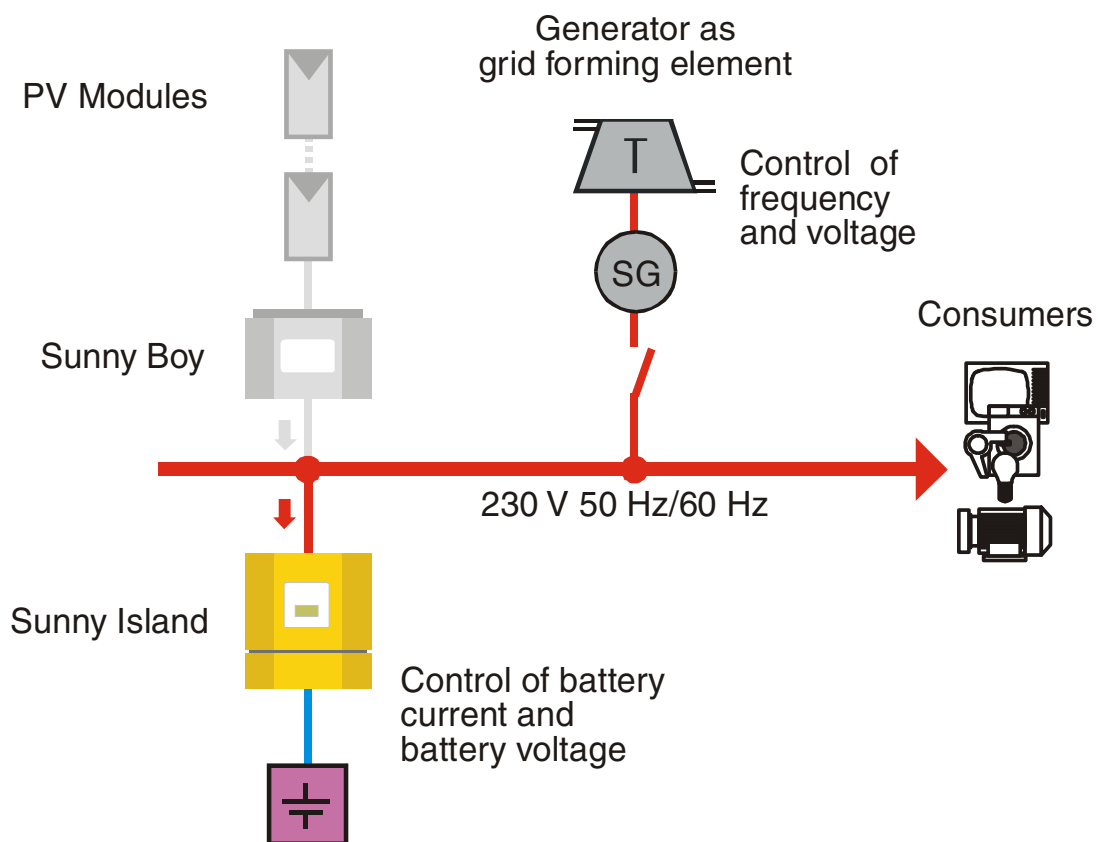 Generator as
grid forming element
PV Modules
T
Control of
frequency
and voltage
SG
Consumers
Sunny Boy
230 V 50 Hz/60 Hz
Sunny Island
Control of battery
current and
battery voltage